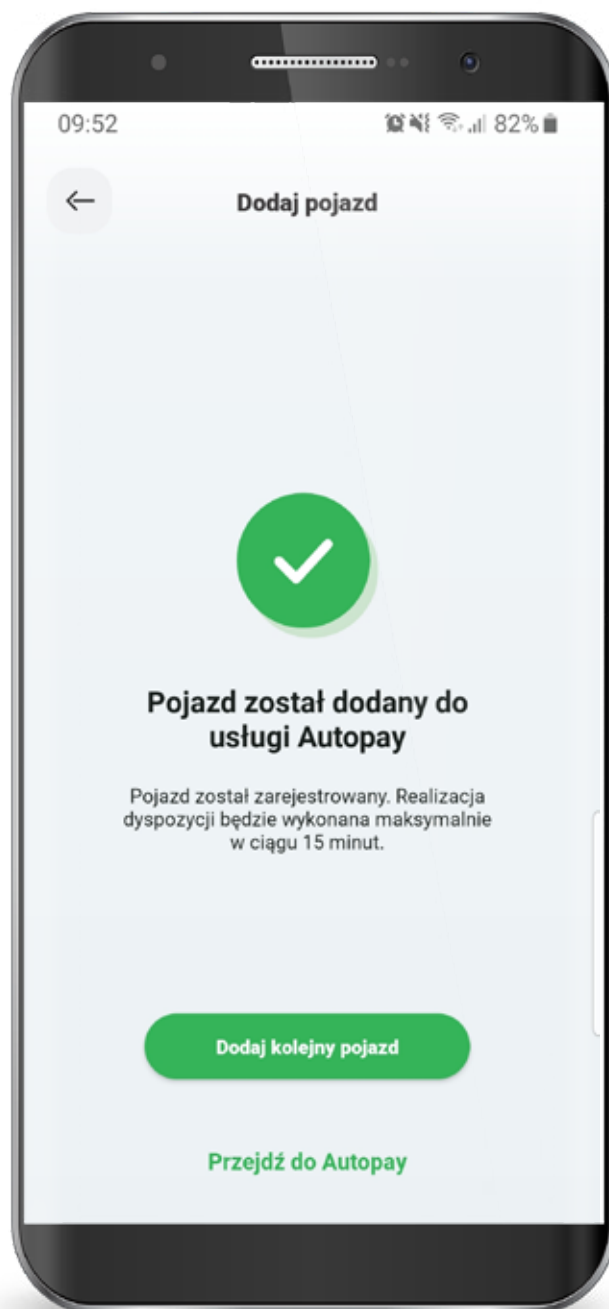 09:52
82%
Dodaj pojazd
Pojazd został dodany do
usługi Autopay
Pojazd został zarejestrowany. Realizacja
dyspozycji będzie wykonana maksymalnie
w ciągu 15 minut.
Dodaj kolejny pojazd
Przejdź do Autopay